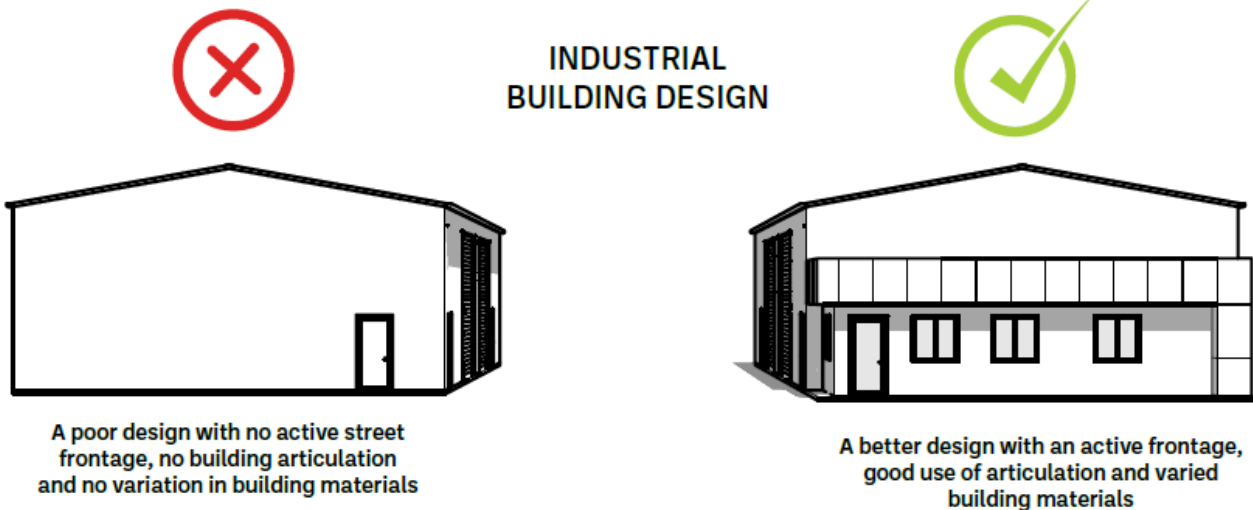 INDUSTRIAL
BUILDING DESIGN
A poor design with no active street
frontage, no building articulation
and no variation in building materials
A better design with an active frontage,
good use of articulation and varied
building materials